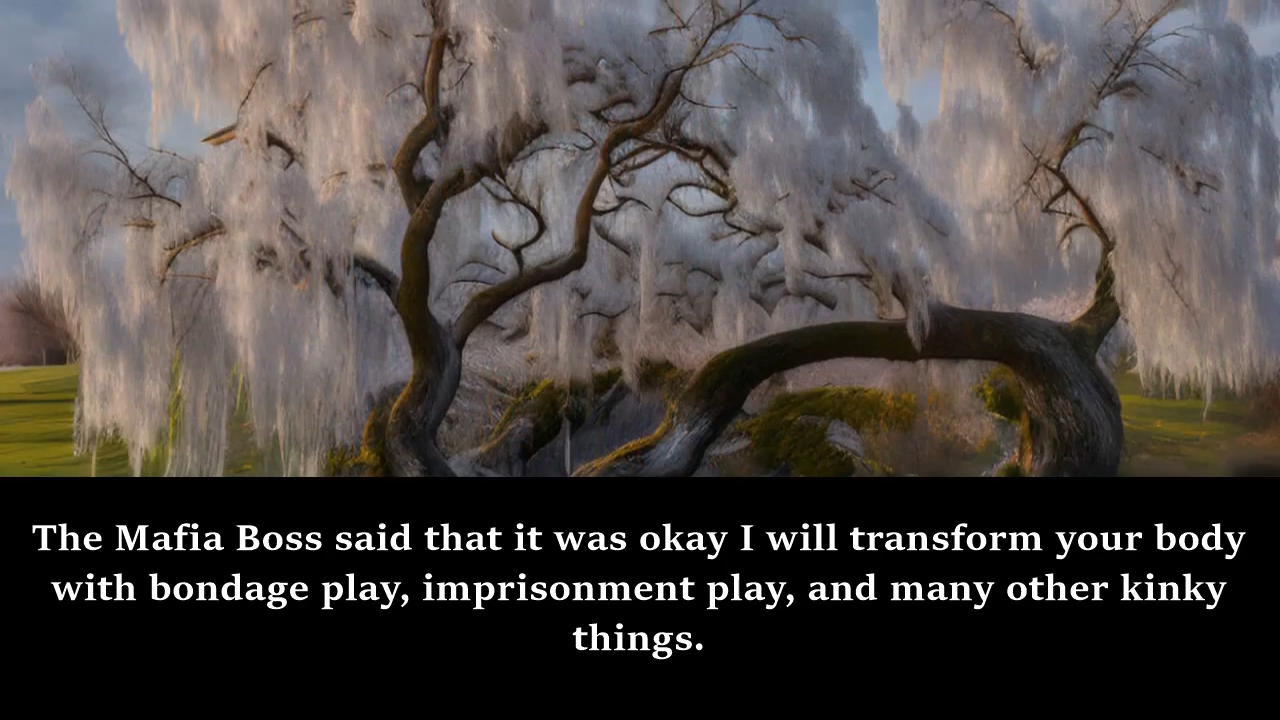 The Mafia Boss said that it was okay I will transform your body
with bondage play, imprisonment play, and many other kinky
things.